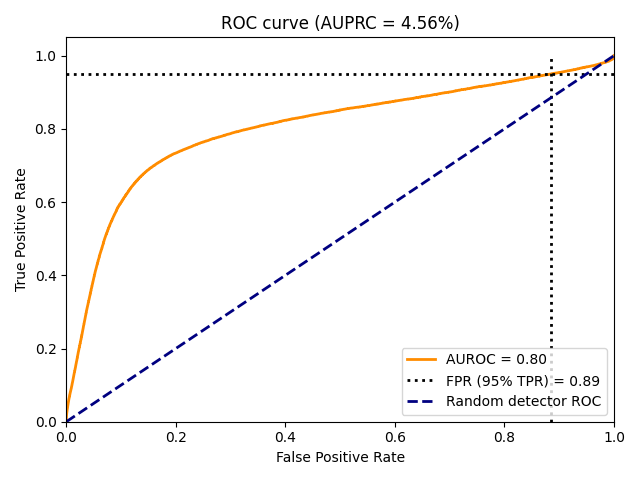 ROC curve (AUPRC = 4.56%)
1.0
0.8
0.6
0.4
0.2
0.0
True Positive Rate
AUROC = 0.80
FPR (95% TPR) = 0.89
Random detector ROC
0.0 0.2 0.4 0.6 0.8 1.0
False Positive Rate